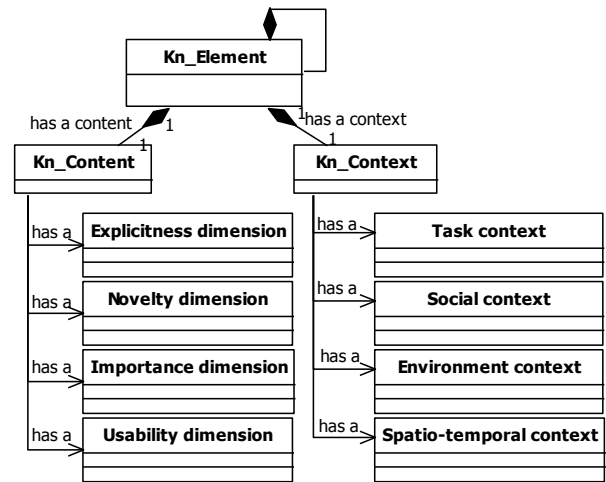 Kn_Element
has a content
1
1
1
has a context
1
Kn_Content
Kn_Context
has a
Explicitness dimension
has a
Novelty dimension
has a
Importance dimension
has a
Usability dimension
has a
Task context
has a
Social context
has a
Environment context
has a
Spatio-temporal context